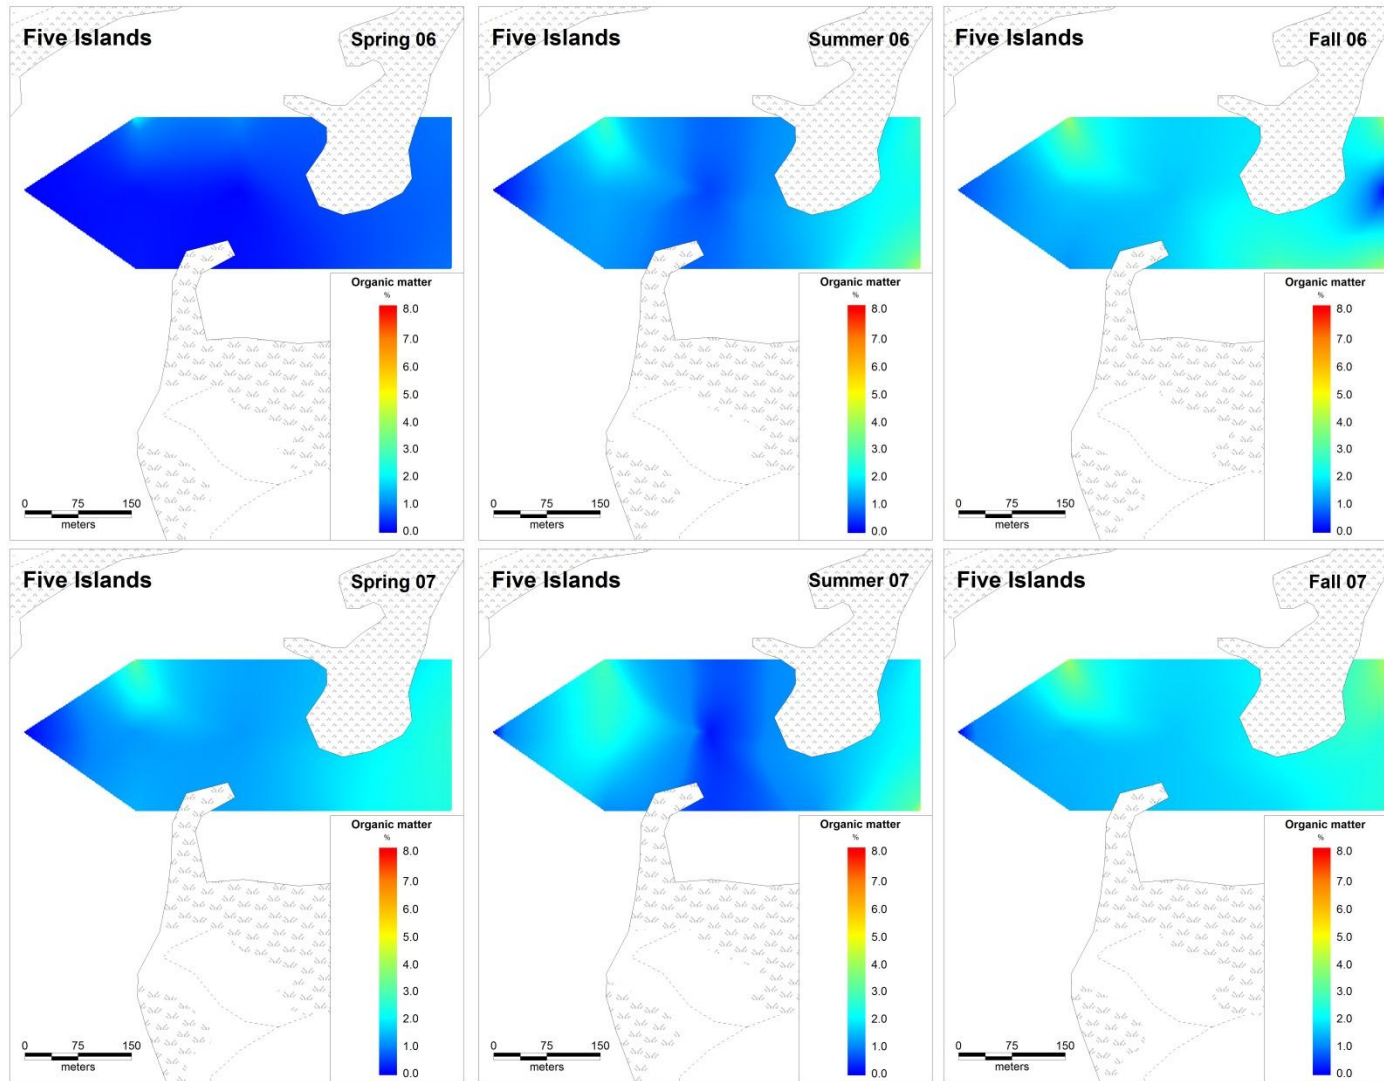 Five Islands Spring 06
Organic matter
%
8.0
7.0
6.0
5.0
4.0
3.0
2.0
1.0
0.0
0 75 150
meters
Five Islands Summer 06
Organic matter
%
8.0
7.0
6.0
5.0
4.0
3.0
2.0
1.0
0.0
0 75 150
meters
Five Islands Fall 06
Organic matter
%
8.0
7.0
6.0
5.0
4.0
3.0
2.0
1.0
0.0
0 75 150
meters
Five Islands Spring 07
Organic matter
%
8.0
7.0
6.0
5.0
4.0
3.0
2.0
1.0
0.0
0 75 150
meters
Five Islands Summer 07
Organic matter
%
8.0
7.0
6.0
5.0
4.0
3.0
2.0
1.0
0.0
0 75 150
meters
Five Islands Fall 07
Organic matter
%
8.0
7.0
6.0
5.0
4.0
3.0
2.0
1.0
0.0
0 75 150
meters